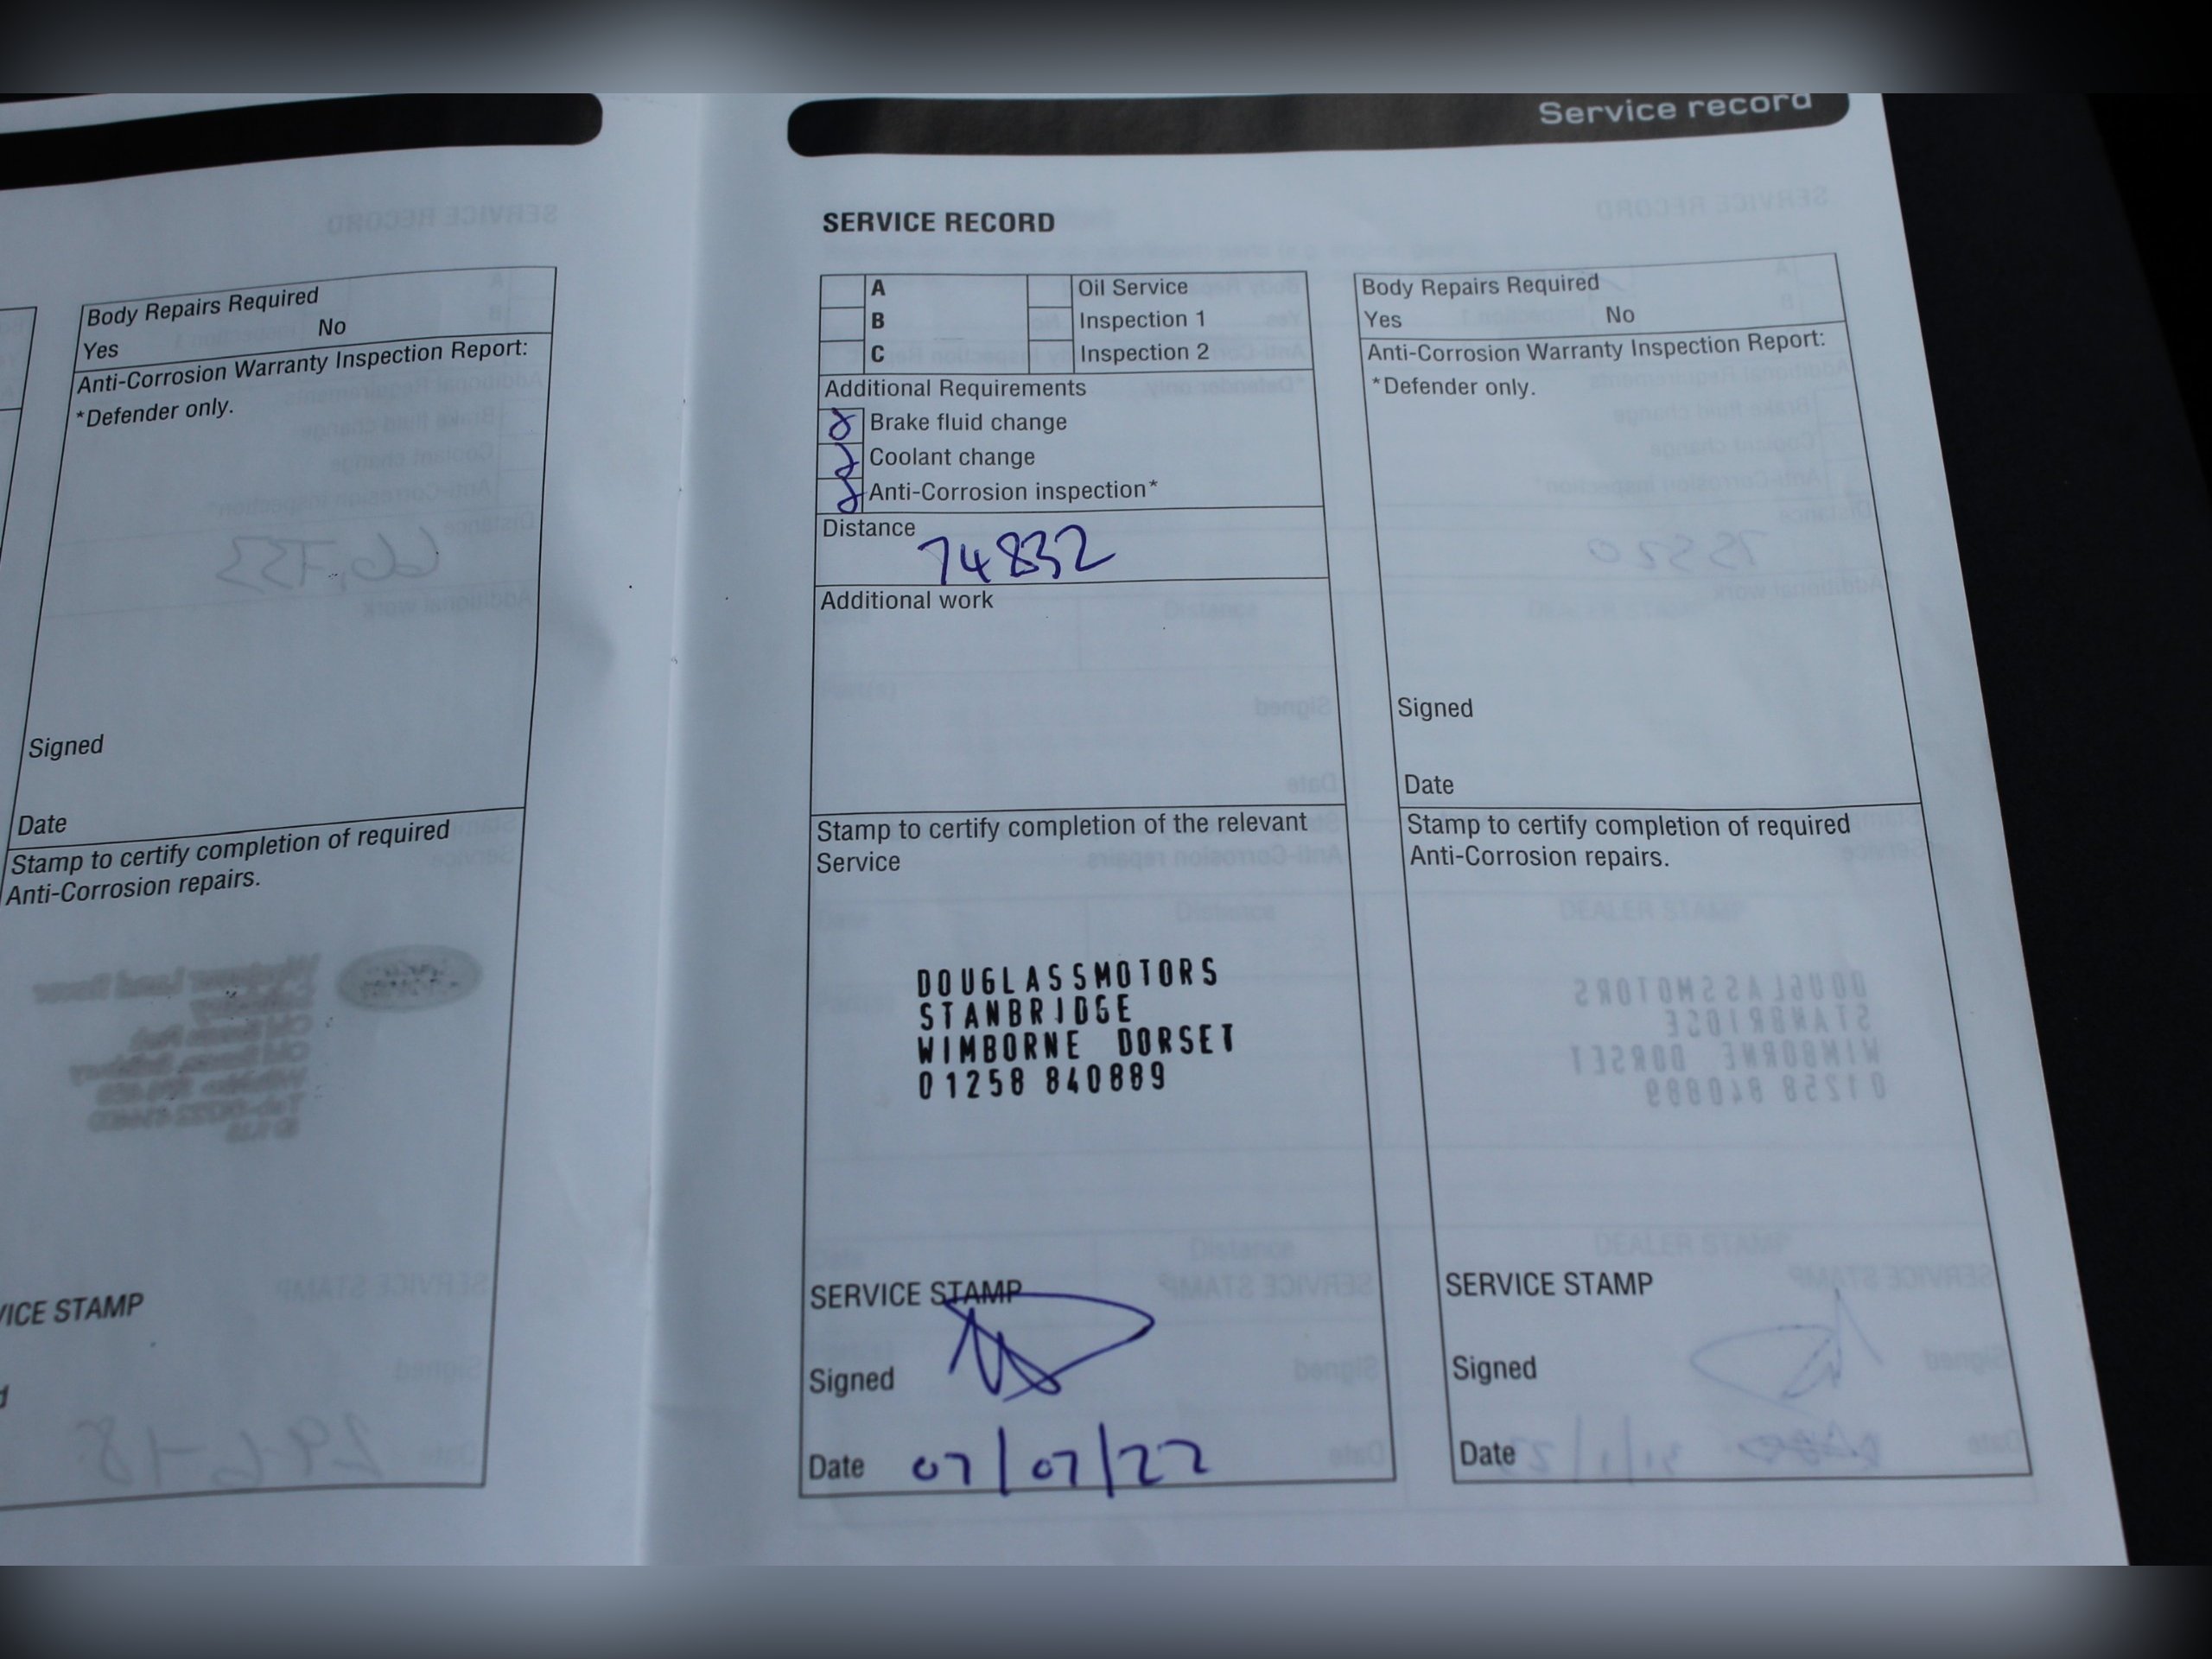 Body Repairs Required
Yes No
Anti-Corrosion Warranty Inspection Report:
*Defender only.
Signed
Date
Stamp to certify completion of required
Anti-Corrosion repairs.
STAMP
Service record
SERVICE RECORD
A Oil Service
B Inspection 1
C Inspection 2
Additional Requirements
Brake fluid change
Coolant change
Anti-Corrosion inspection*
Distance
74832
Additional work
Stamp to certify completion of the relevant
Service
DOUGLASSMOTORS
STANBRIDGE
WIMBORNE DORSET
01258 840889
SERVICE STAMP
Signed
Date 07/07/22
Body Repairs Required
Yes No
Anti-Corrosion Warranty Inspection Report:
*Defender only.
Signed
Date
Stamp to certify completion of required
Anti-Corrosion repairs.
SERVICE STAMP
Signed
Date